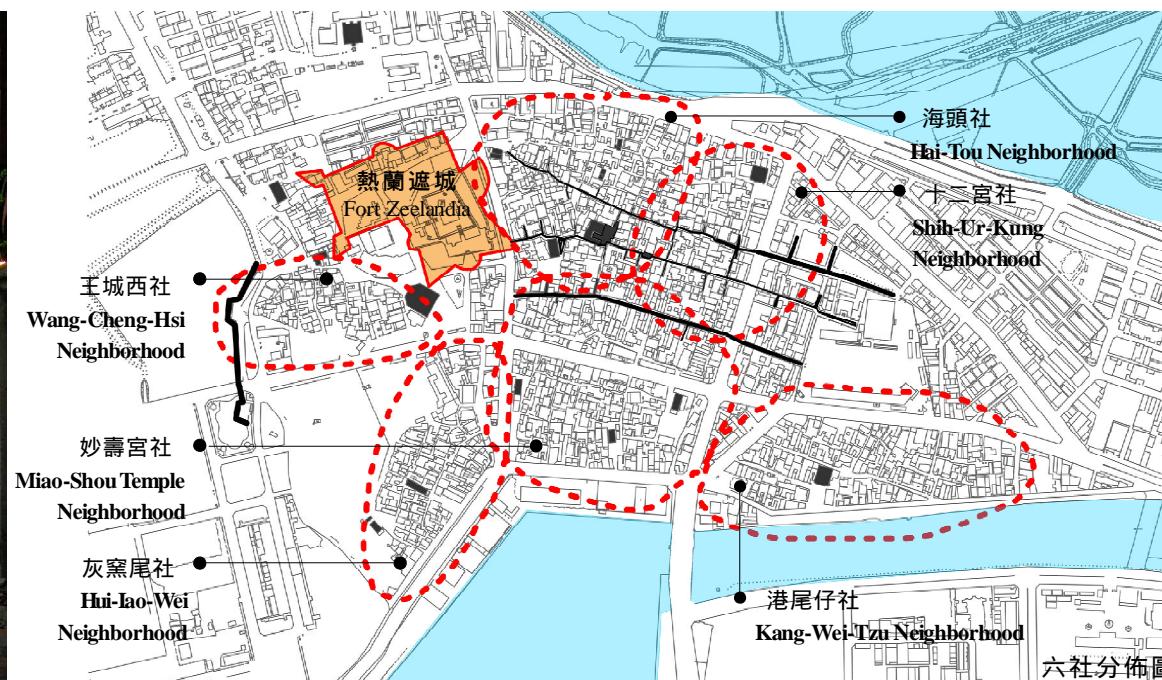 海頭社
Hai-Tou Neighborhood
十二宮社
Shih-Ur-Kung
Neighborhood
熱蘭遮城
Fort Zeelandia
王城西社
Wang-Cheng-Hsi
Neighborhood
妙壽宮社
Miao-Shou Temple
Neighborhood
灰窯尾社
Hui-Iao-Wei
Neighborhood
港尾仔社
Kang-Wei-Tzu Neighborhood
六社分佈圖